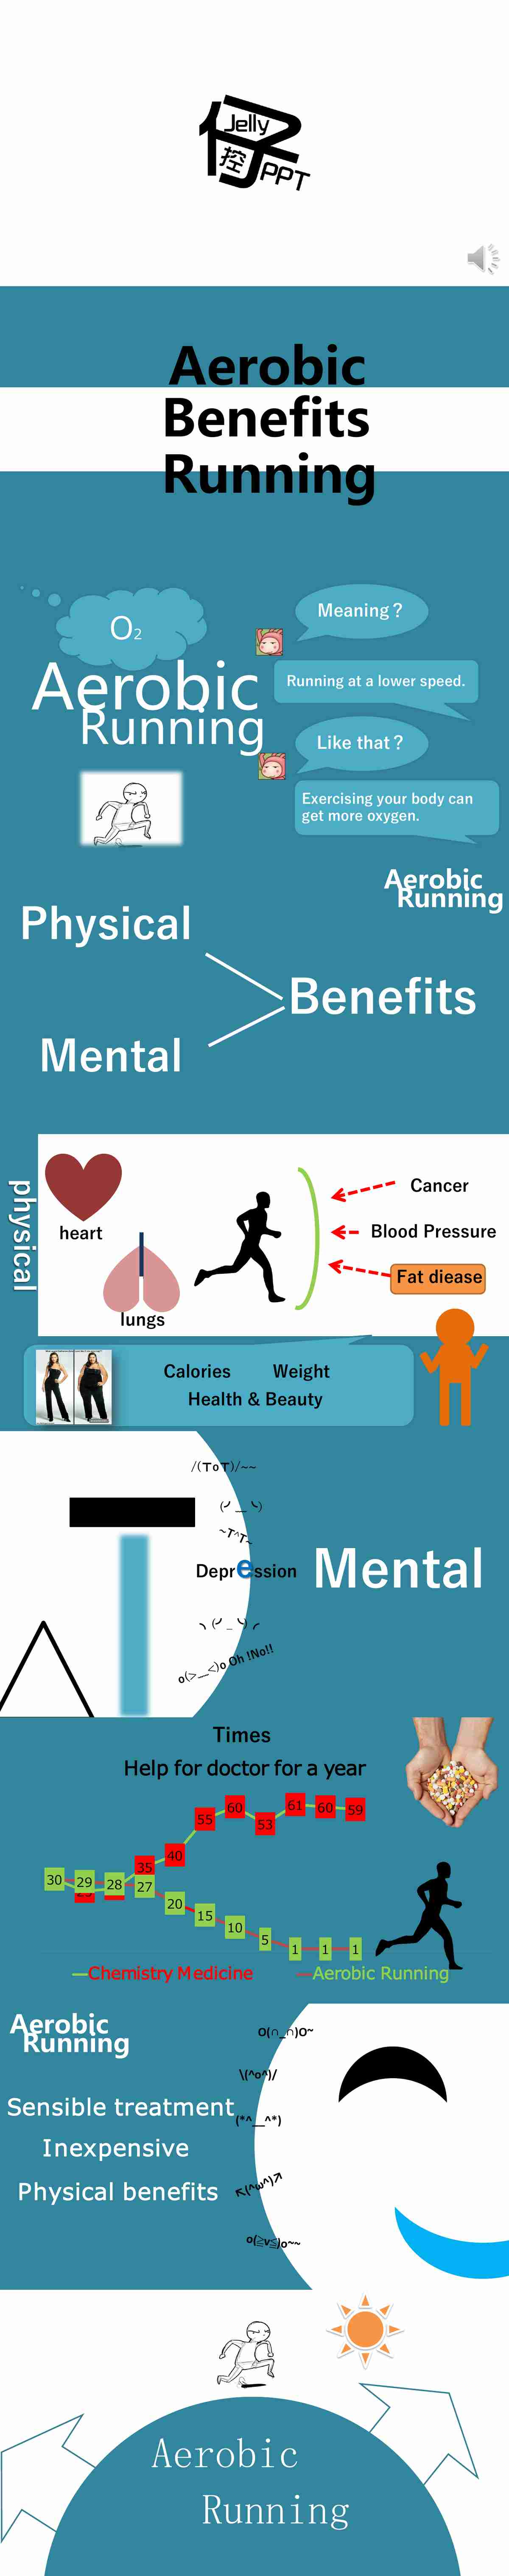 Jelly
仔
控 PPT
Aerobic
Benefits
Running
O2
Aerobic
Running
Meaning？
Running at a lower speed.
Like that？
Exercising your body can
get more oxygen.
Aerobic
Running
Physical
Benefits
Mental
physical
heart
lungs
Cancer
Blood Pressure
Fat diease
Calories Weight
Health & Beauty
/(ToT)/~~
(╯__╰)
~T^T~
Depression
Mental
╮(╯_╰)╭
o(>__<)o Oh !No!!
Times
Help for doctor for a year
55 60 53 61 60 59
35 40
30 29 28 27 20 15 10 5 1 1 1
Chemistry Medicine
Aerobic Running
Aerobic
Running
O(∩_∩)O~
\(^o^)/
Sensible treatment
(*^__^*)
Inexpensive
Physical benefits
↖(^ω^)↗
o(≧v≦)o~~
Aerobic
Running